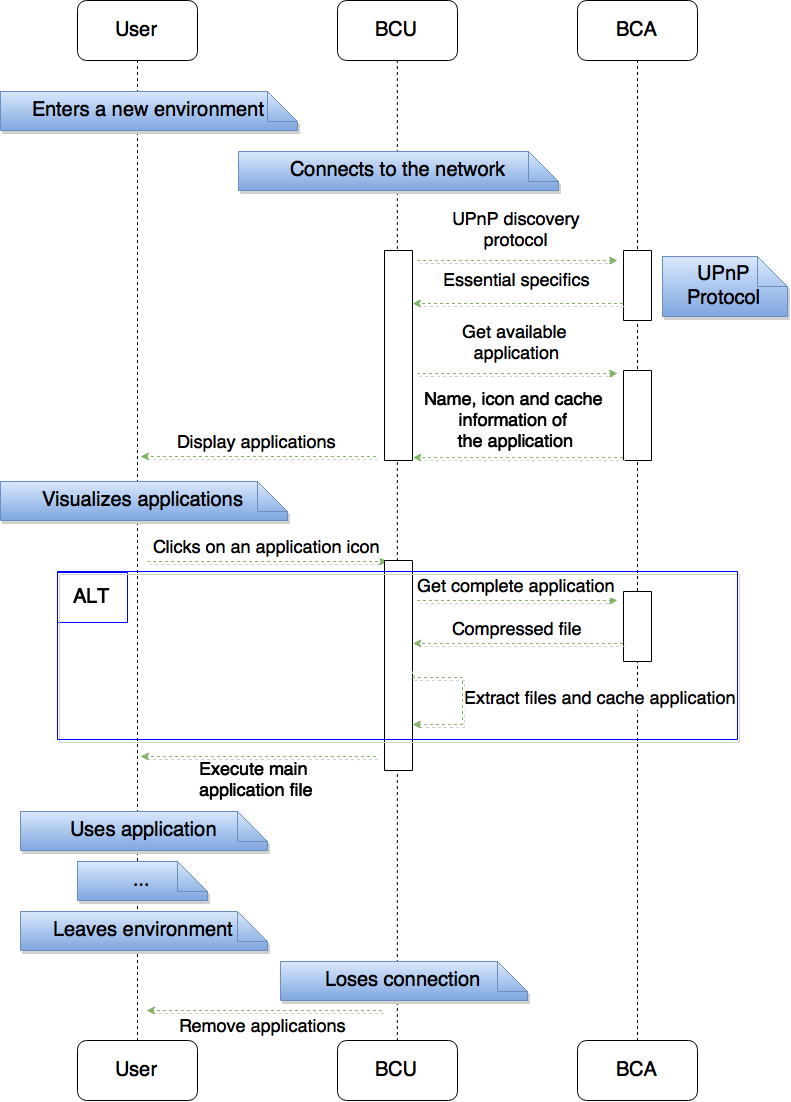 User
BCU
BCA
Enters a new environment
Connects to the network
UPnP discovery
protocol
Essential specifics
UPnP
Protocol
Get available
application
Name, icon and cache
information of
the application
Display applications
Visualizes applications
Clicks on an application icon
ALT
Get complete application
Compressed file
Extract files and cache application
Execute main
application file
Uses application
...
Leaves environment
Loses connection
Remove applications
User
BCU
BCA